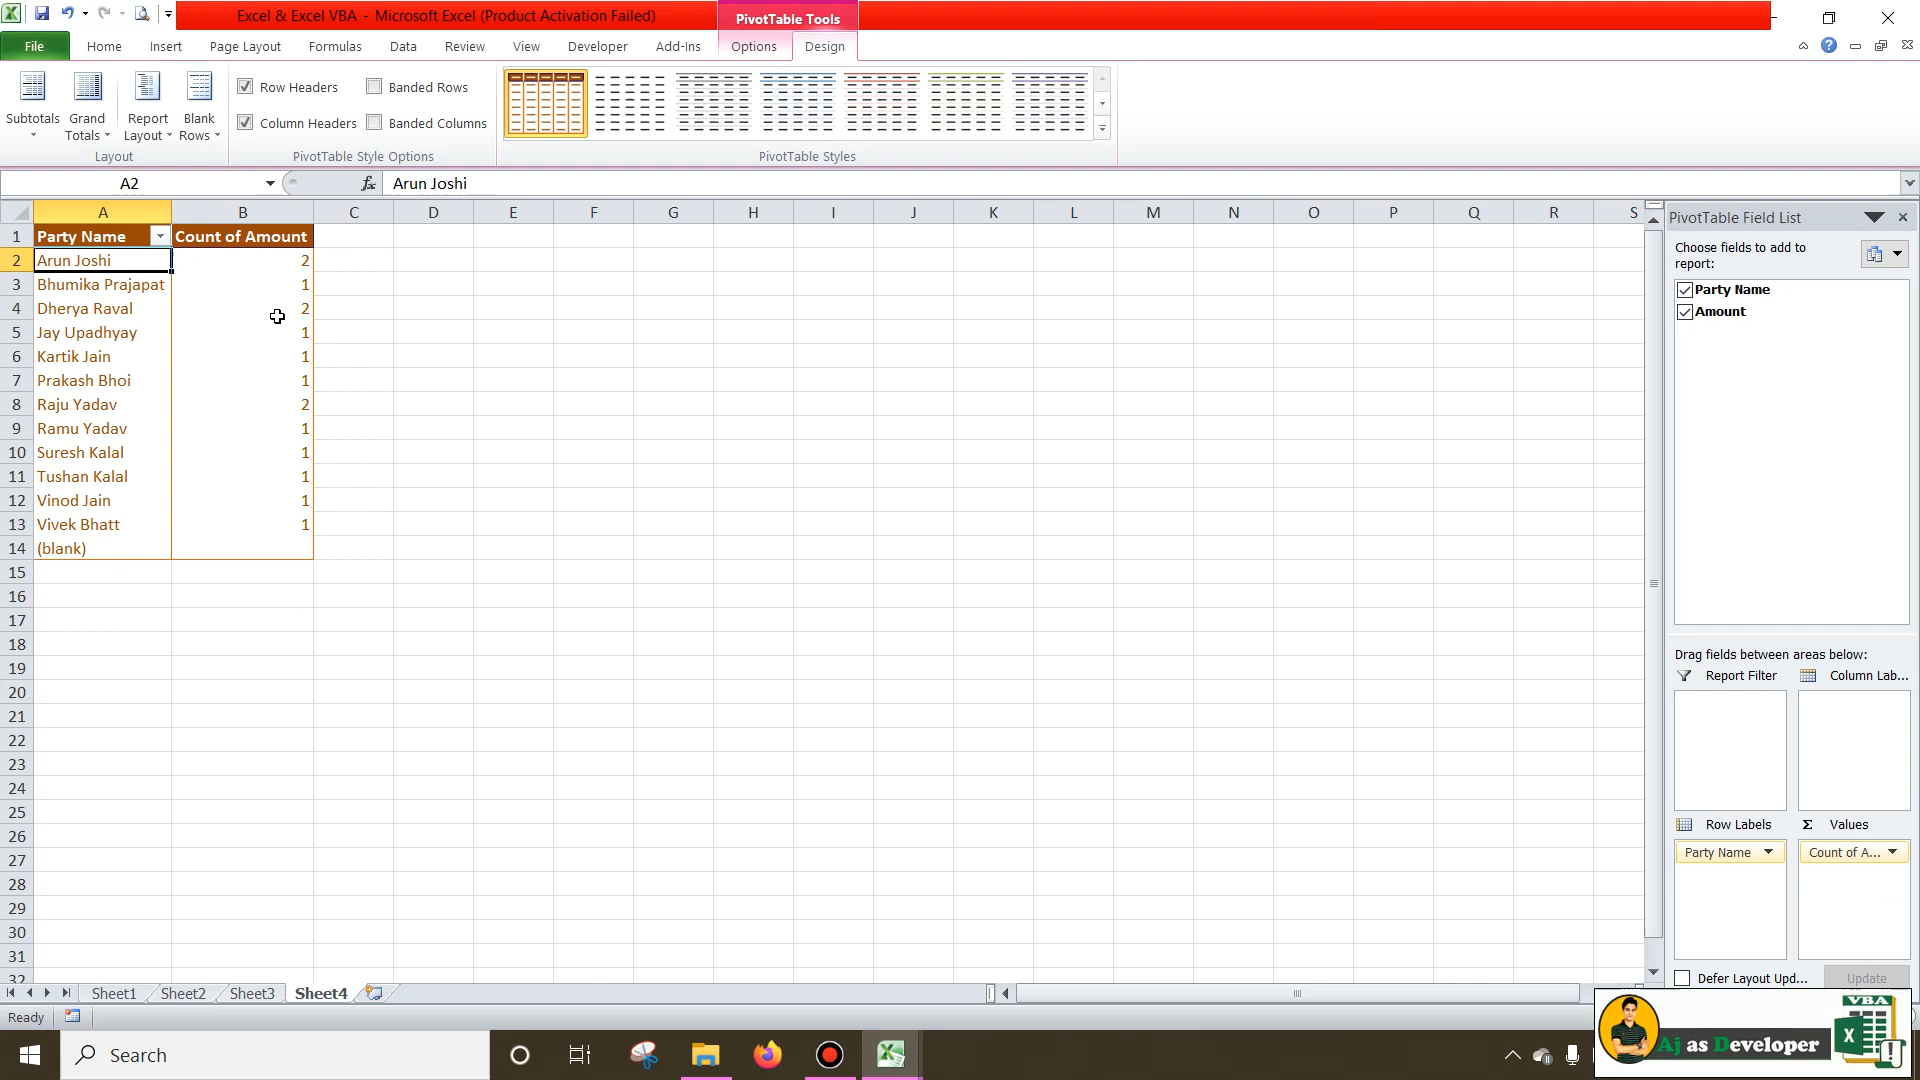 Excel & Excel VBA - Microsoft Excel (Product Activation Failed)
PivotTable Tools
File Home Insert Page Layout Formulas Data Review View Developer Add-Ins Options Design
Subtotals
Grand Totals
Report Layout
Blank Rows
Layout
Row Headers
Banded Rows
Column Headers
Banded Columns
PivotTable Style Options
PivotTable Styles
A2 fx Arun Joshi
A B C D E F G H I J K L M N O P Q R S
1 Party Name Count of Amount
2 Arun Joshi 2
3 Bhumika Prajapat 1
4 Dherya Raval 2
5 Jay Upadhyay 1
6 Kartik Jain 1
7 Prakash Bhoi 1
8 Raju Yadav 2
9 Ramu Yadav 1
10 Suresh Kalal 1
11 Tushan Kalal 1
12 Vinod Jain 1
13 Vivek Bhatt 1
14 (blank)
15
16
17
18
19
20
21
22
23
24
25
26
27
28
29
30
31
32
PivotTable Field List
Choose fields to add to
report:
Party Name
Amount
Drag fields between areas below:
Report Filter
Column Lab...
Row Labels
Σ Values
Party Name
Count of A...
Defer Layout Upd...
Update
Sheet1 Sheet2 Sheet3 Sheet4
Ready
Search
Aj as Developer
VBA
X